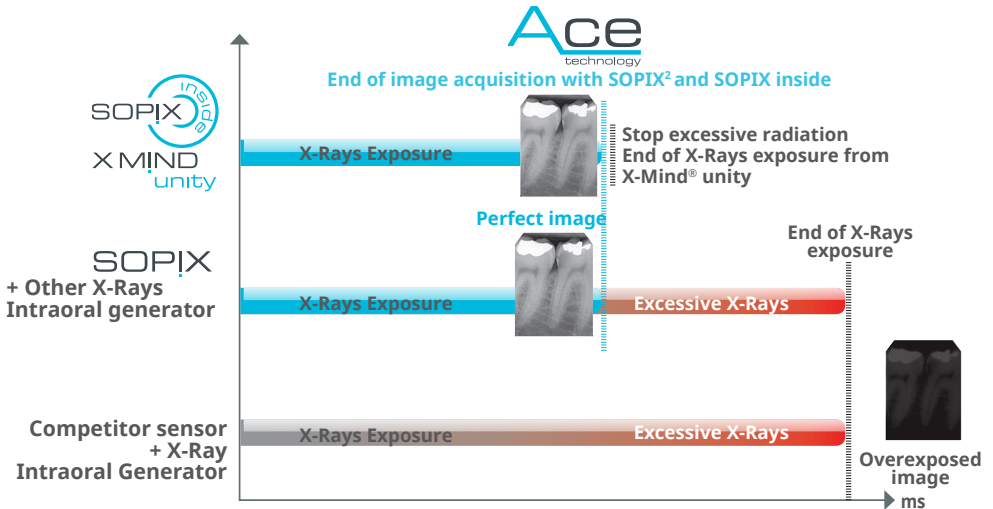 Ace
technology
End of image acquisition with SOPIX² and SOPIX inside
SOPIX inside
X MIND
unity
X-Rays Exposure
Stop excessive radiation
End of X-Rays exposure from
X-Mind® unity
Perfect image
End of X-Rays
exposure
SOPIX
+ Other X-Rays
Intraoral generator
X-Rays Exposure
Excessive X-Rays
Competitor sensor
+ X-Ray
Intraoral Generator
X-Rays Exposure
Excessive X-Rays
Overexposed
image
ms